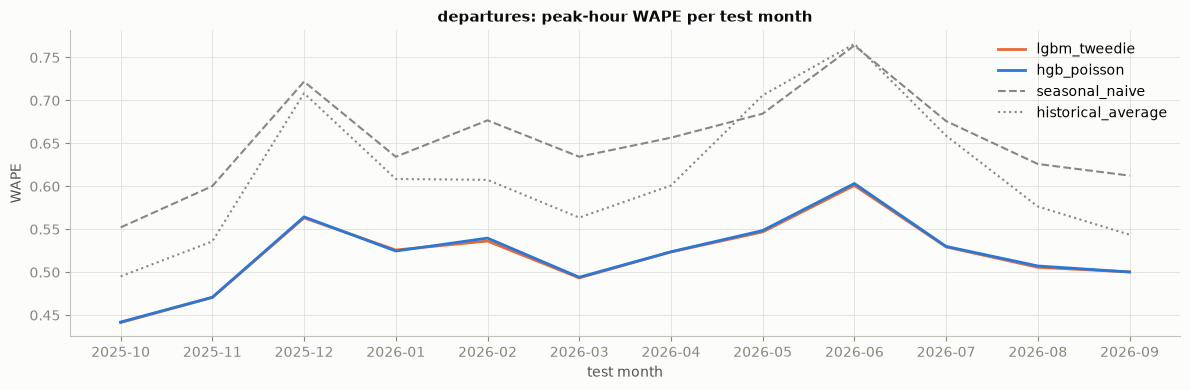 departures: peak-hour WAPE per test month
lgbm_tweedie
hgb_poisson
seasonal_naive
historical_average
WAPE
0.75
0.70
0.65
0.60
0.55
0.50
0.45
2025-10 2025-11 2025-12 2026-01 2026-02 2026-03 2026-04 2026-05 2026-06 2026-07 2026-08 2026-09
test month